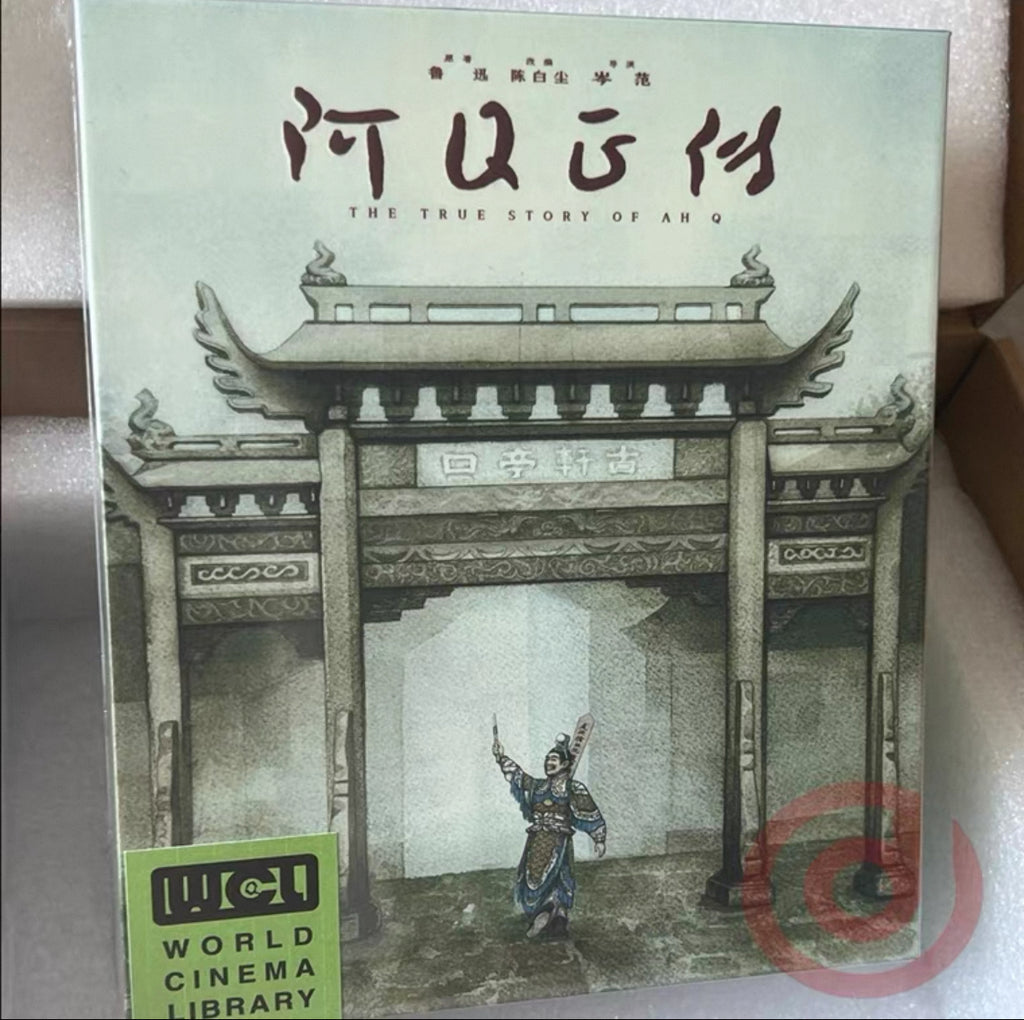 原著 改编 导演
鲁迅 陈白尘 岑范
阿Q正传
THE TRUE STORY OF AH Q
古轩亭口
WCL
WORLD
CINEMA
LIBRARY